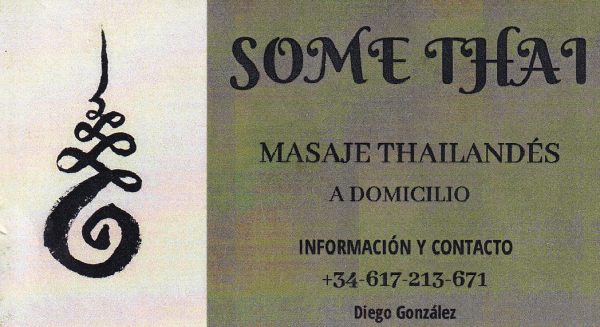 SOME THAI
MASAJE THAILANDÉS
A DOMICILIO
INFORMACIÓN Y CONTACTO
+34-617-213-671
Diego González